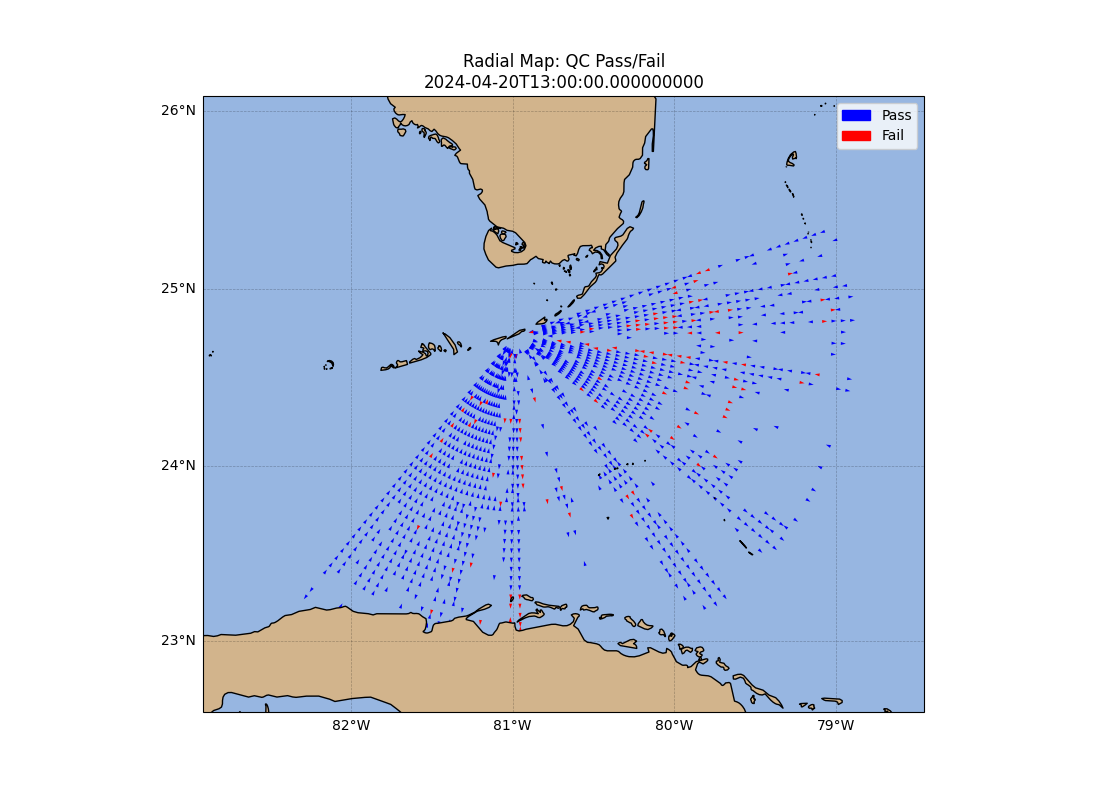 Radial Map: QC Pass/Fail
2024-04-20T13:00:00.000000000
26°N
25°N
24°N
23°N
Pass
Fail
82°W
81°W
80°W
79°W